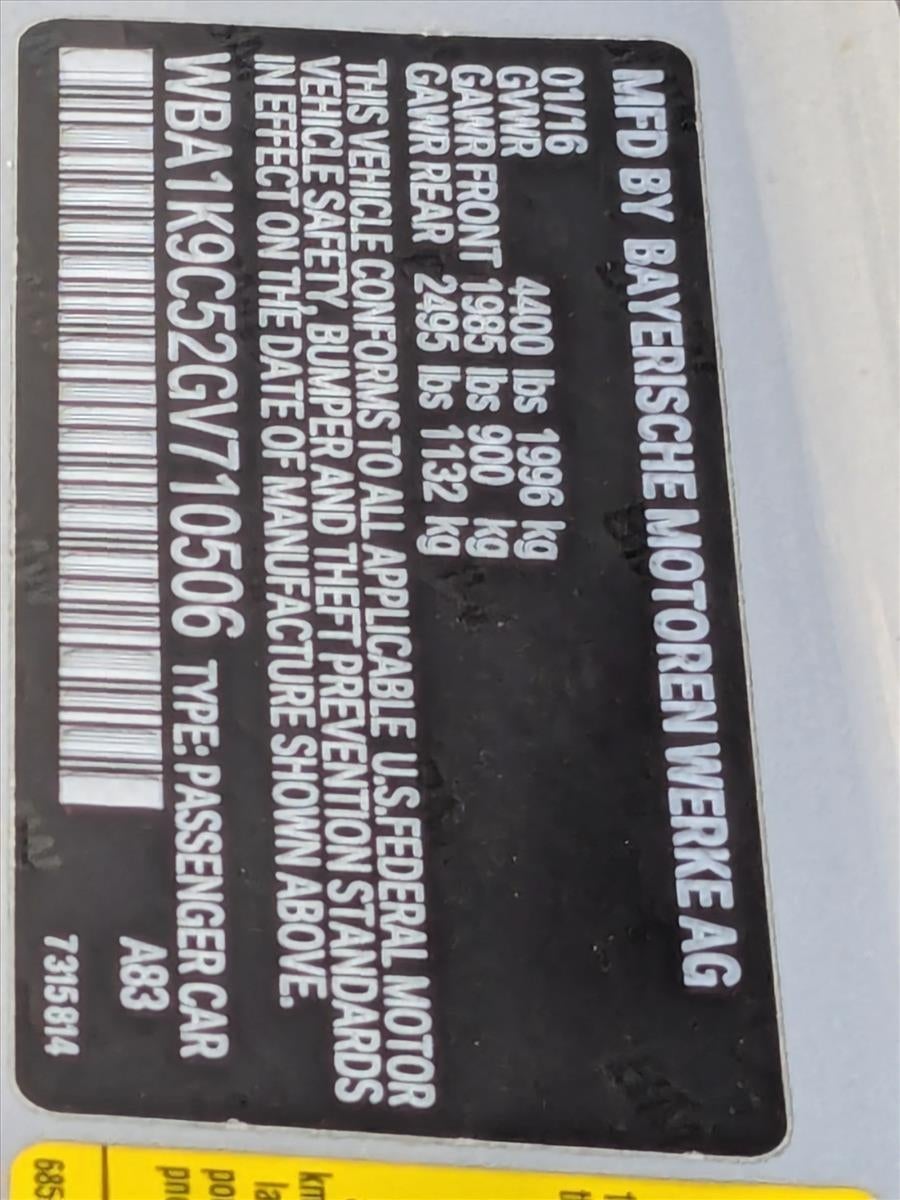 MFD BY BAYERISCHE MOTOREN WERKE AG
01/16
GVWR 4400 lbs 1996 kg
GAWR FRONT 1985 lbs 900 kg
GAWR REAR 2495 lbs 1132 kg
THIS VEHICLE CONFORMS TO ALL APPLICABLE U.S.FEDERAL MOTOR
VEHICLE SAFETY, BUMPER AND THEFT PREVENTION STANDARDS
IN EFFECT ON THE DATE OF MANUFACTURE SHOWN ABOVE.
WBA1K9C52GV710506 TYPE: PASSENGER CAR
A83
7315814